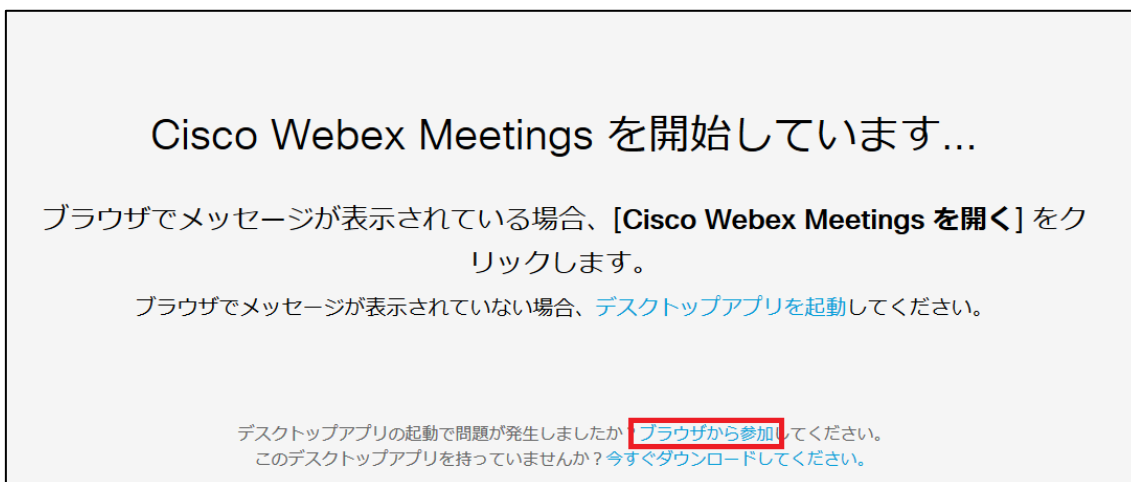 Cisco Webex Meetings を開始しています...
ブラウザでメッセージが表示されている場合、[Cisco Webex Meetings を開く] をク
リックします。
ブラウザでメッセージが表示されていない場合、デスクトップアプリを起動してください。
デスクトップアプリの起動で問題が発生しましたか？ブラウザから参加してください。
このデスクトップアプリを持っていませんか？今すぐダウンロードしてください。